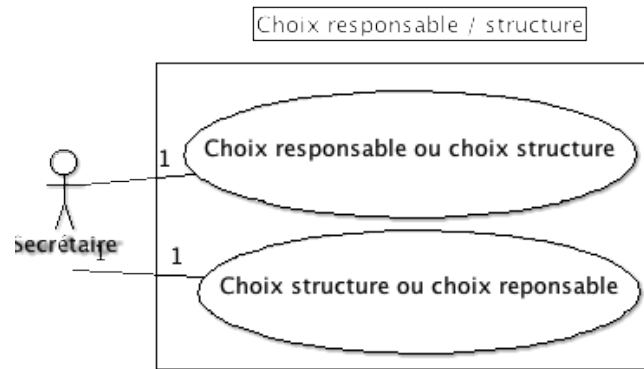 Choix responsable / structure
1
Choix responsable ou choix structure
Secrétaire
1
1
Choix structure ou choix reponsable